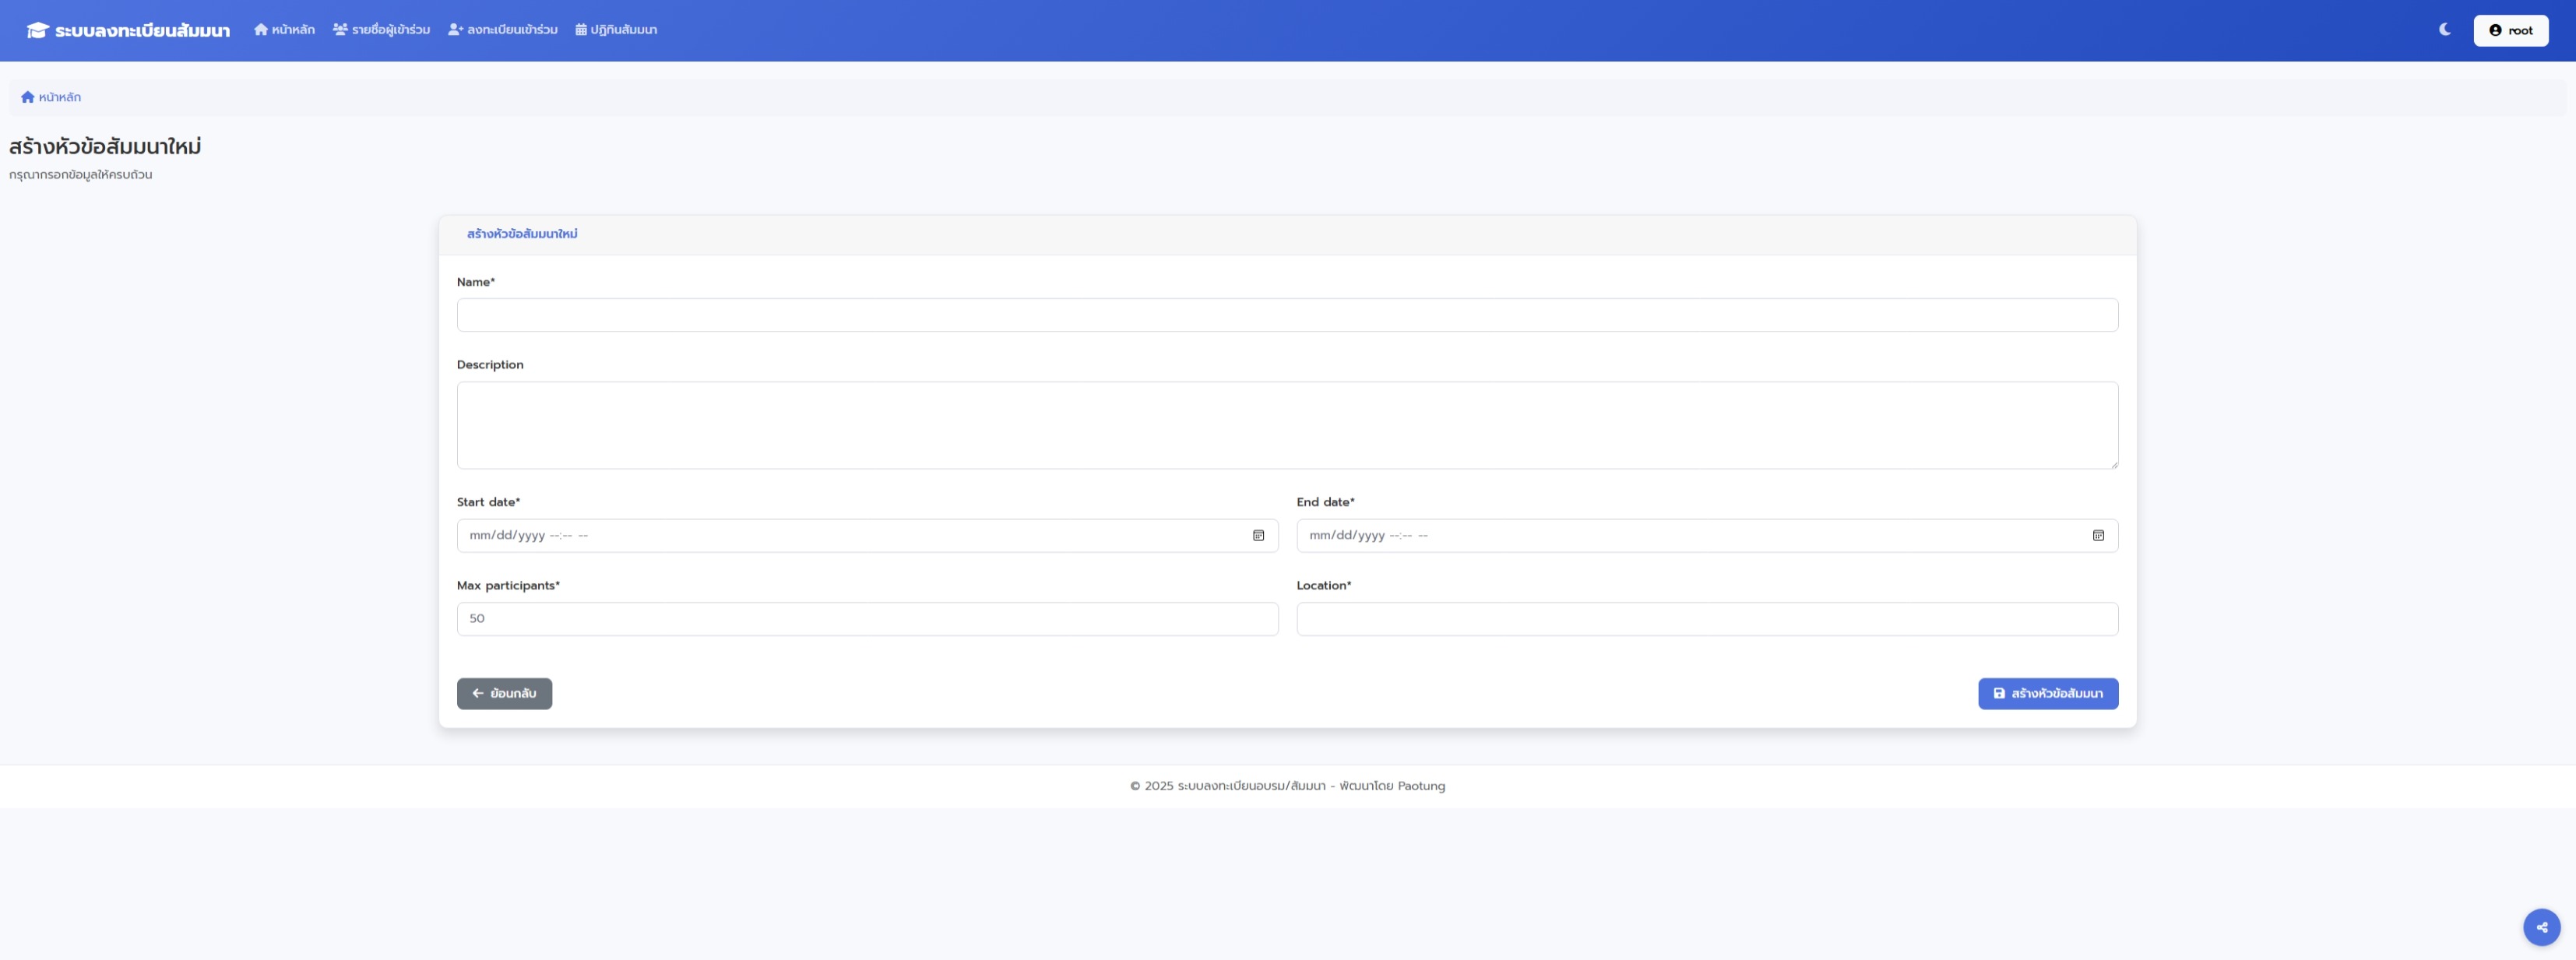 ระบบลงทะเบียนสัมมนา หน้าหลัก รายชื่อผู้เข้าร่วม ลงทะเบียนเข้าร่วม ปฏิทินสัมมนา root
หน้าหลัก
สร้างหัวข้อสัมมนาใหม่
กรุณากรอกข้อมูลให้ครบถ้วน
สร้างหัวข้อสัมมนาใหม่
Name*
Description
Start date* End date*
mm/dd/yyyy --:-- -- mm/dd/yyyy --:-- --
Max participants* Location*
50
ย้อนกลับ สร้างหัวข้อสัมมนา
© 2025 ระบบลงทะเบียนอบรม/สัมมนา - พัฒนาโดย Paotung